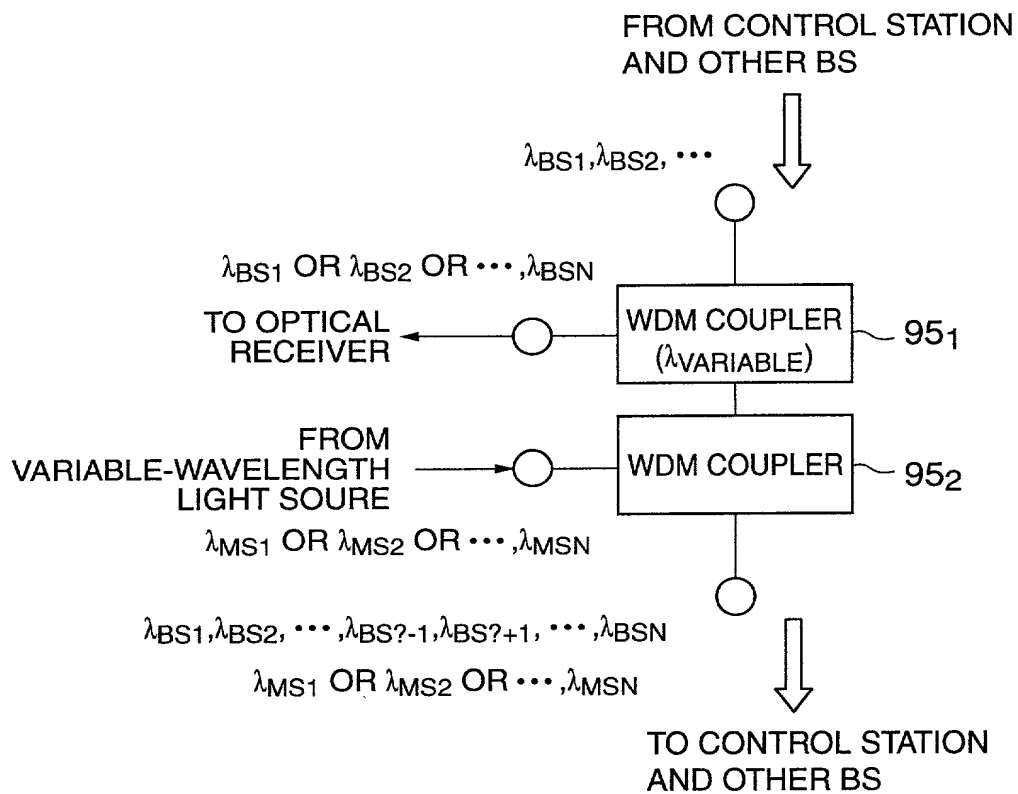 FROM CONTROL STATION
AND OTHER BS
λBS1,λBS2, •••
λBS1 OR λBS2 OR •••,λBSN
TO OPTICAL
RECEIVER
WDM COUPLER
(λVARIABLE)
951
FROM
VARIABLE-WAVELENGTH
LIGHT SOURE
WDM COUPLER
952
λMS1 OR λMS2 OR •••,λMSN
λBS1,λBS2, •••,λBS?-1,λBS?+1, •••,λBSN
λMS1 OR λMS2 OR •••,λMSN
TO CONTROL STATION
AND OTHER BS